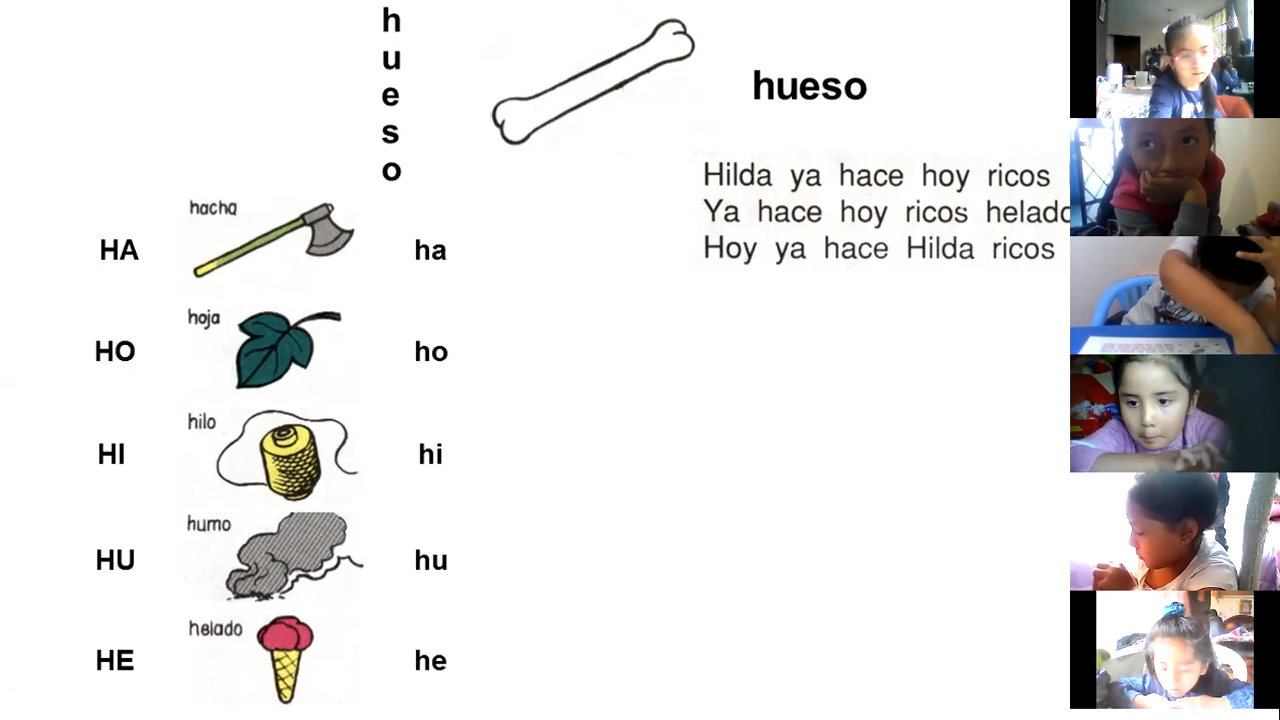 h
u
e
s
o
hueso
Hilda ya hace hoy ricos
Ya hace hoy ricos helado
Hoy ya hace Hilda ricos
HA hacha ha
HO hoja ho
HI hilo hi
HU humo hu
HE helado he